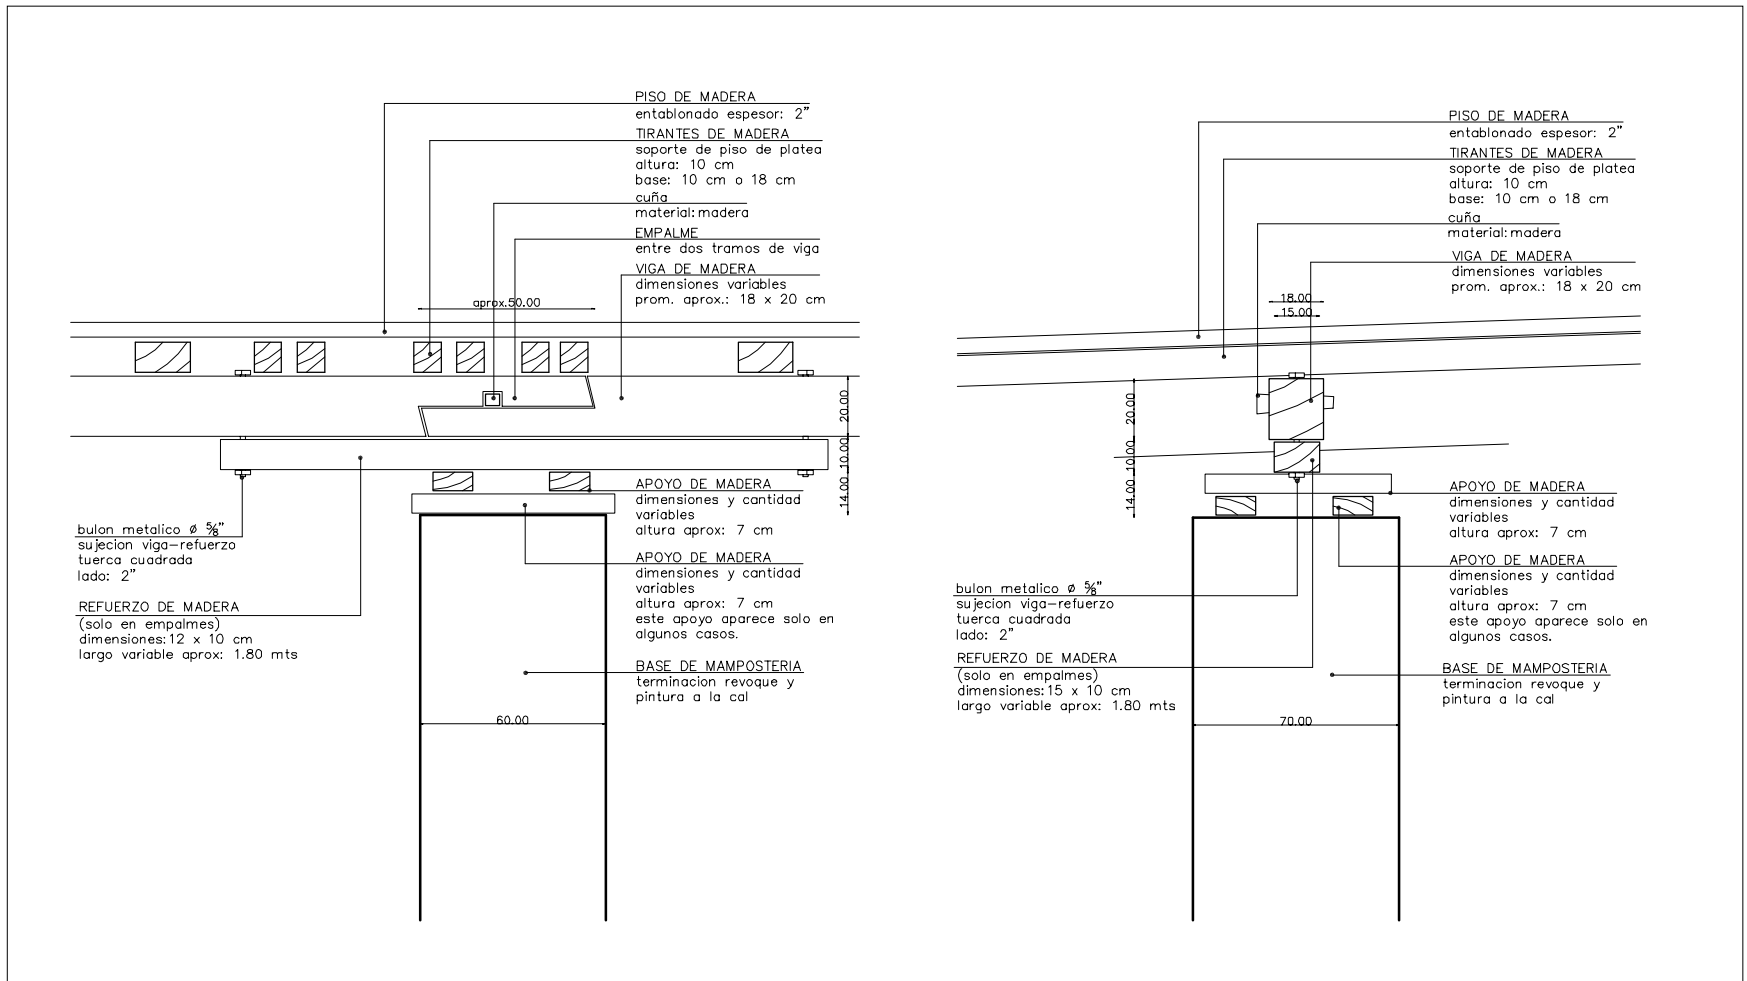 PISO DE MADERA
entablonado espesor: 2"
TIRANTES DE MADERA
soporte de piso de platea
altura: 10 cm
base: 10 cm o 18 cm
cuña
material: madera
EMPALME
entre dos tramos de viga
VIGA DE MADERA
dimensiones variables
prom. aprox.: 18 x 20 cm
aprox.50.00
20.00
10.00
14.00
APOYO DE MADERA
dimensiones y cantidad
variables
altura aprox: 7 cm
APOYO DE MADERA
dimensiones y cantidad
variables
altura aprox: 7 cm
este apoyo aparece solo en
algunos casos.
BASE DE MAMPOSTERIA
terminacion revoque y
pintura a la cal
bulon metalico ø ⅝"
sujecion viga-refuerzo
tuerca cuadrada
lado: 2"
REFUERZO DE MADERA
(solo en empalmes)
dimensiones: 12 x 10 cm
largo variable aprox: 1.80 mts
60.00
PISO DE MADERA
entablonado espesor: 2"
TIRANTES DE MADERA
soporte de piso de platea
altura: 10 cm
base: 10 cm o 18 cm
cuña
material: madera
VIGA DE MADERA
dimensiones variables
prom. aprox.: 18 x 20 cm
18.00
15.00
20.00
10.00
14.00
APOYO DE MADERA
dimensiones y cantidad
variables
altura aprox: 7 cm
APOYO DE MADERA
dimensiones y cantidad
variables
altura aprox: 7 cm
este apoyo aparece solo en
algunos casos.
BASE DE MAMPOSTERIA
terminacion revoque y
pintura a la cal
bulon metalico ø ⅝"
sujecion viga-refuerzo
tuerca cuadrada
lado: 2"
REFUERZO DE MADERA
(solo en empalmes)
dimensiones: 15 x 10 cm
largo variable aprox: 1.80 mts
70.00